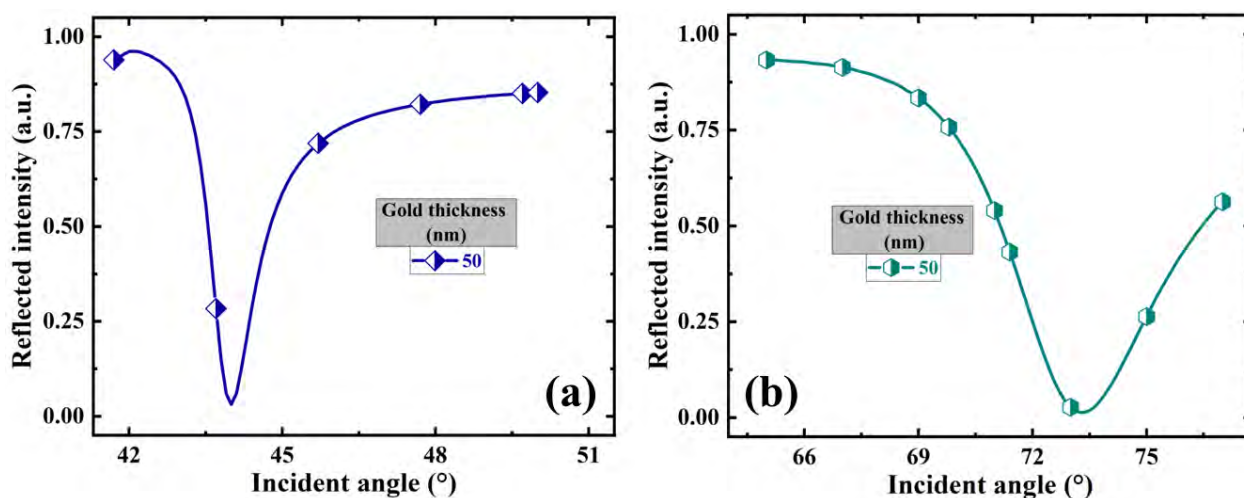 1.00
0.75
0.50
0.25
0.00
Reflected intensity (a.u.)
Gold thickness
(nm)
50
(a)
42 45 48 51
Incident angle (°)
1.00
0.75
0.50
0.25
0.00
Reflected intensity (a.u.)
Gold thickness
(nm)
50
(b)
66 69 72 75
Incident angle (°)